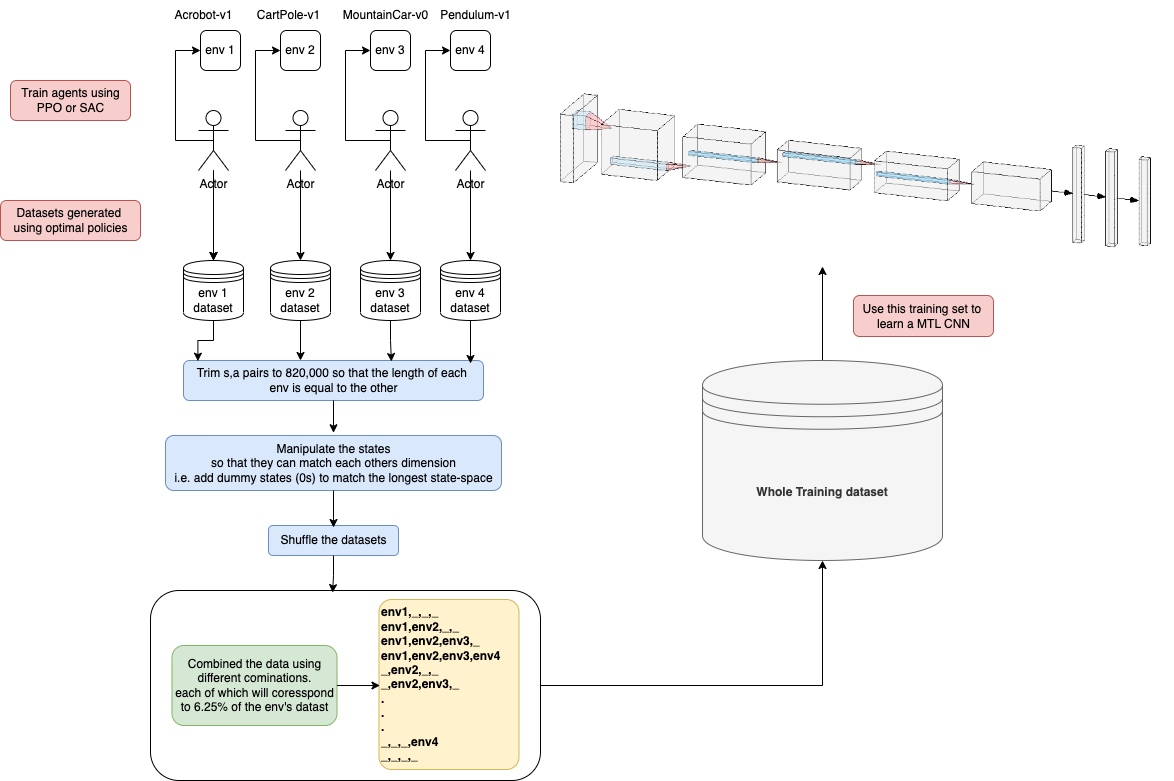 Acrobot-v1
CartPole-v1
MountainCar-v0
Pendulum-v1
env 1
env 2
env 3
env 4
Train agents using
PPO or SAC
Actor
Actor
Actor
Actor
Datasets generated
using optimal policies
env 1
dataset
env 2
dataset
env 3
dataset
env 4
dataset
Trim s,a pairs to 820,000 so that the length of each
env is equal to the other
Manipulate the states
so that they can match each others dimension
i.e. add dummy states (0s) to match the longest state-space
Shuffle the datasets
Combined the data using
different cominations.
each of which will coresspond
to 6.25% of the env's datast
env1,_,_,_
env1,env2,_,_
env1,env2,env3,_
env1,env2,env3,env4
_,env2,_,_
_,env2,env3,_
.
.
.
_,_,_,env4
_,_,_,_
Whole Training dataset
Use this training set to
learn a MTL CNN